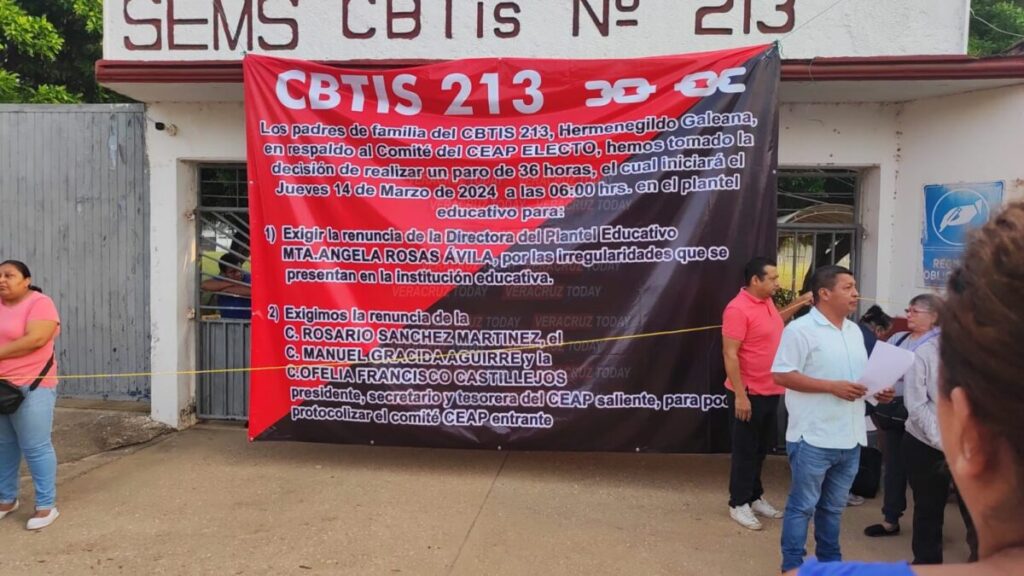 SEMS CBTis Nº 213
CBTIS 213
Los padres de familia del CBTIS 213, Hermenegildo Galeana,
en respaldo al Comité del CEAP ELECTO, hemos tomado la
decisión de realizar un paro de 36 horas, el cual iniciará el
Jueves 14 de Marzo de 2024 a las 06:00 hrs. en el plantel
educativo para:
1) Exigir la renuncia de la Directora del Plantel Educativo
MTA.ANGELA ROSAS ÁVILA, por las irregularidades que se
presentan en la institución educativa.
2) Exigimos la renuncia de la
C. ROSARIO SANCHEZ MARTINEZ, el
C. MANUEL GRACIDA AGUIRRE y la
C.OFELIA FRANCISCO CASTILLEJOS
presidente, secretario y tesorera del CEAP saliente, para pod
protocolizar el comité CEAP entrante
VERACRUZ TODAY